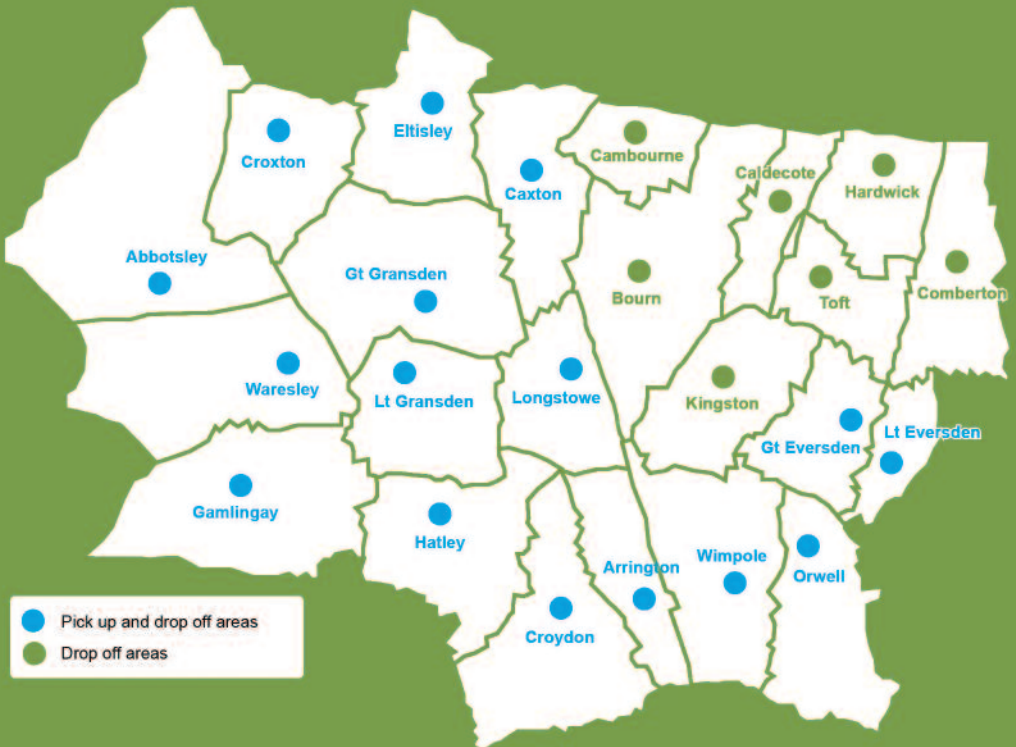 Eltisley
Croxton
Cambourne
Caxton
Caldecote
Hardwick
Abbotsley
Gt Gransden
Bourn
Toft
Comberton
Waresley
Lt Gransden
Longstowe
Kingston
Gt Eversden
Lt Eversden
Gamlingay
Hatley
Arrington
Wimpole
Orwell
Croydon
Pick up and drop off areas
Drop off areas